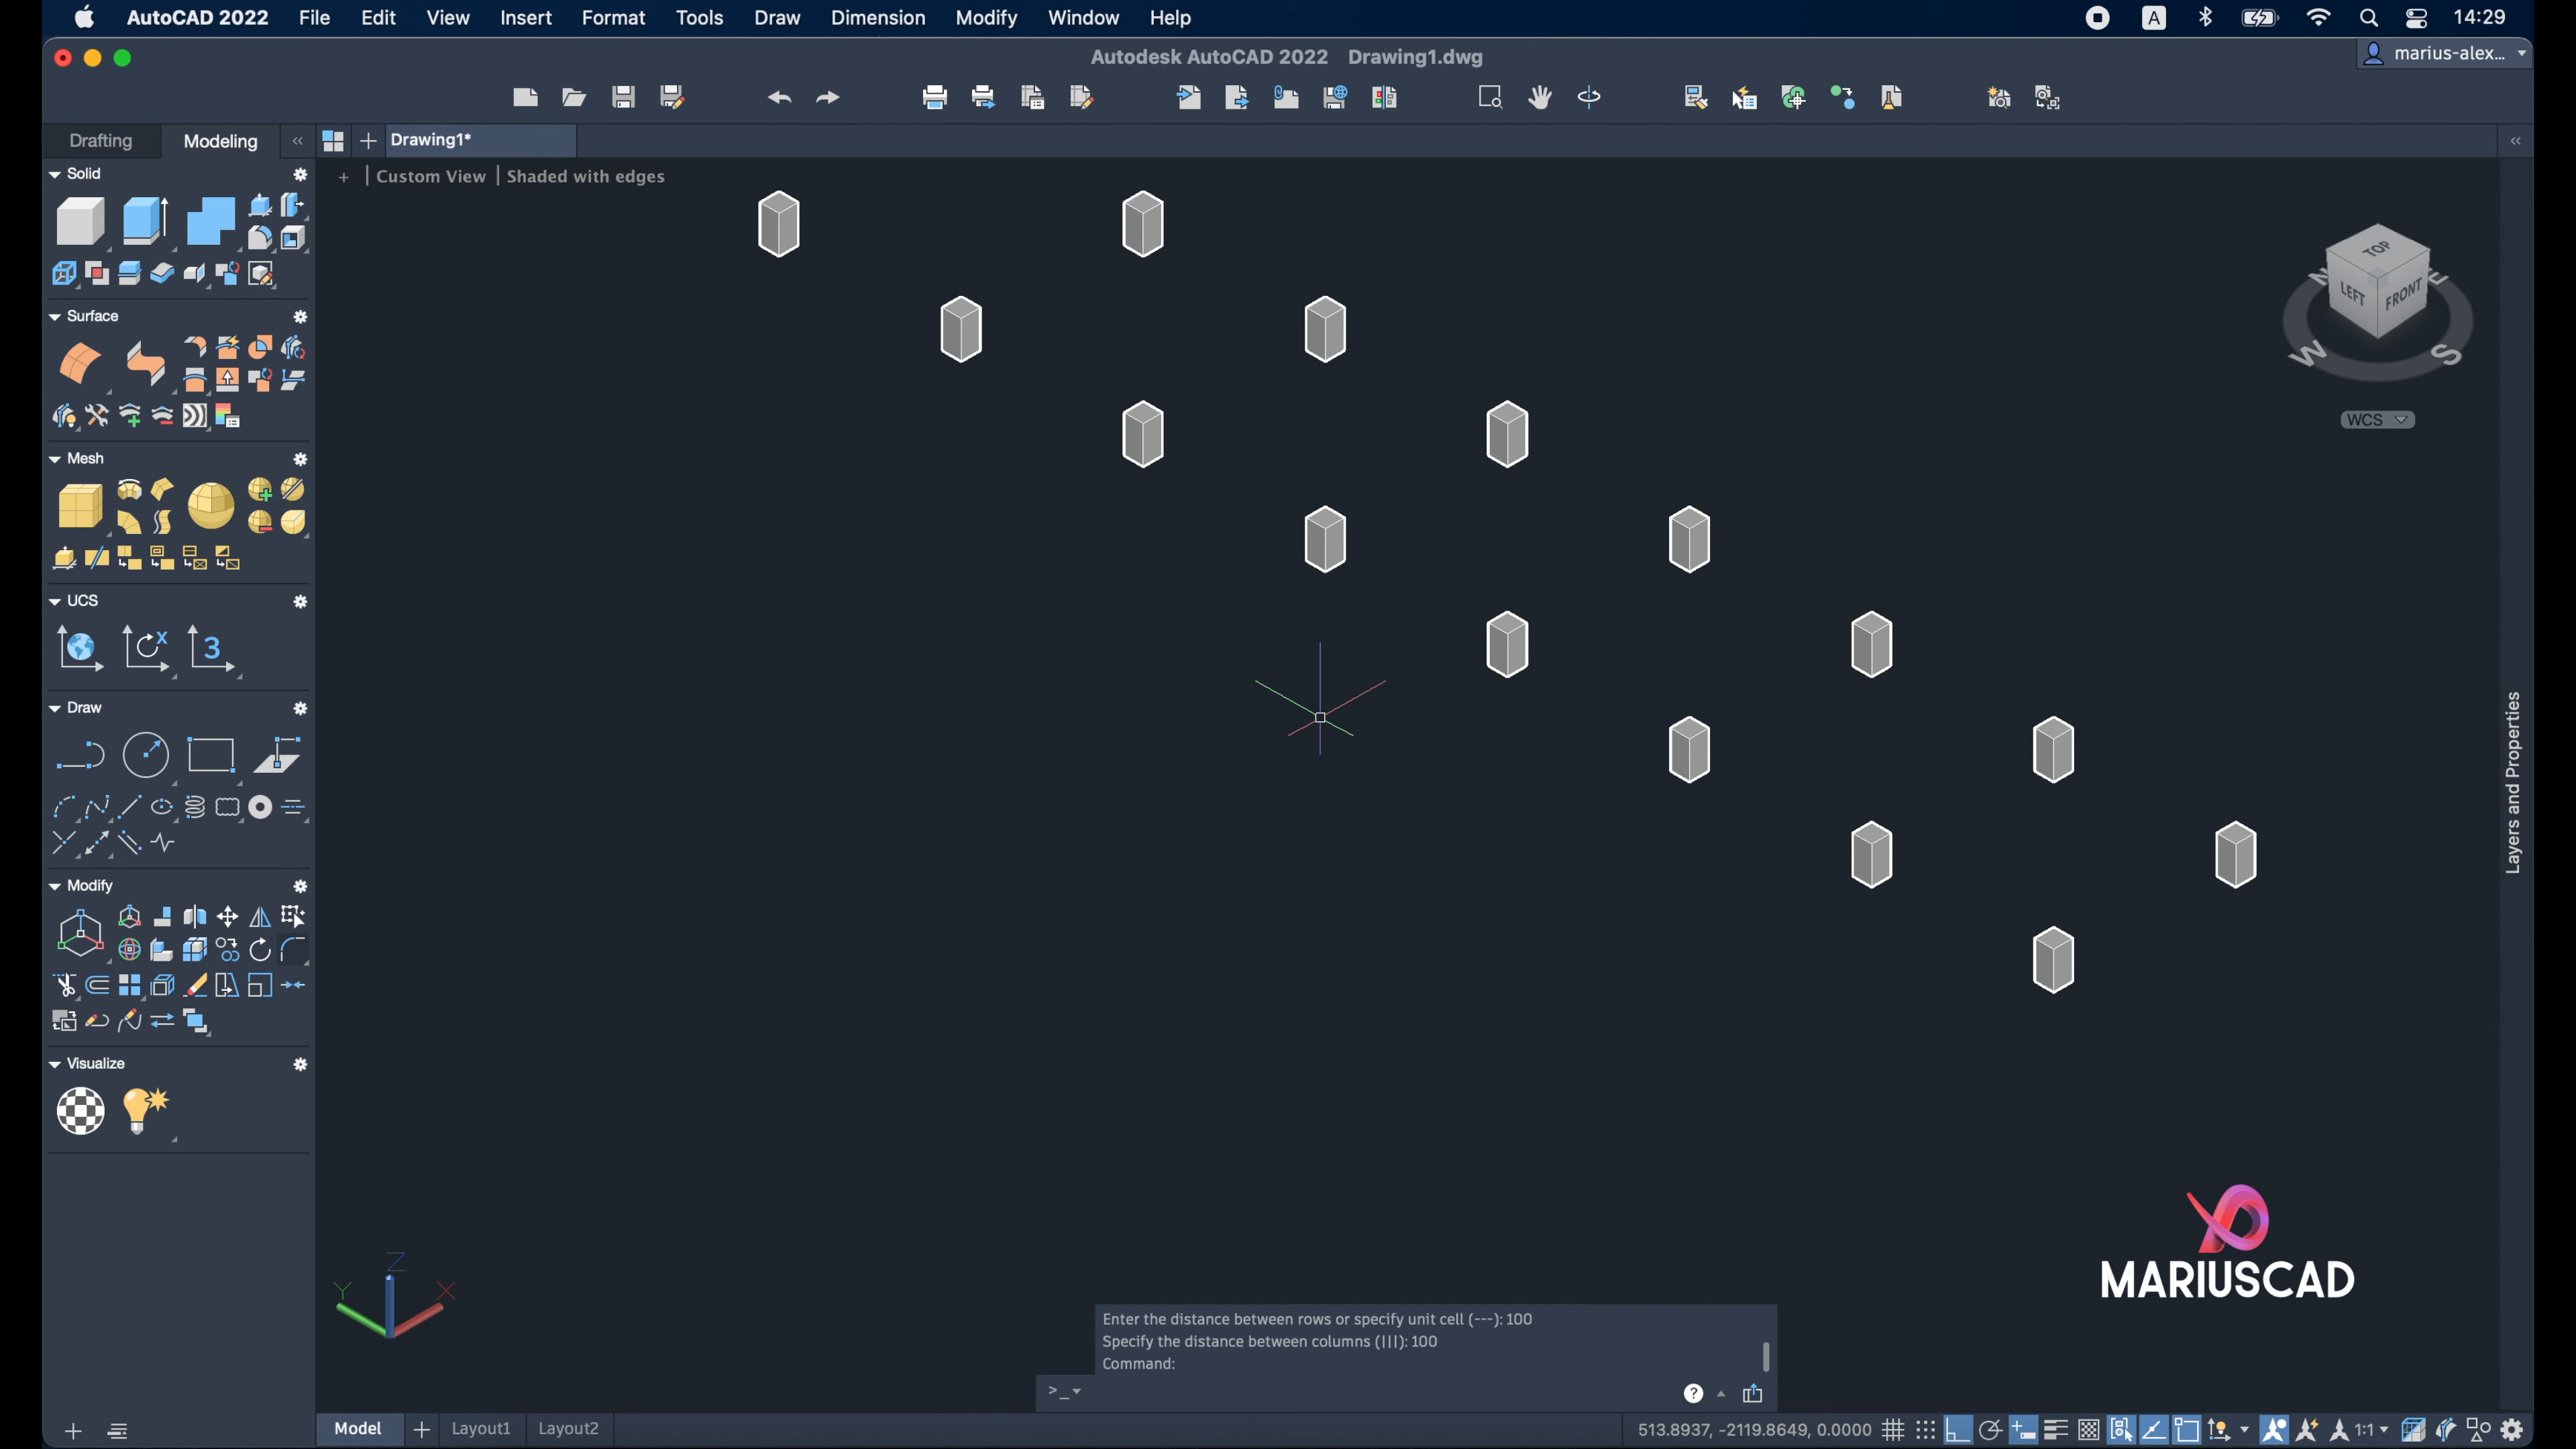 AutoCAD 2022 File Edit View Insert Format Tools Draw Dimension Modify Window Help A 14:29
Autodesk AutoCAD 2022 Drawing1.dwg marius-alex...
Drafting Modeling Drawing1*
Solid
+ | Custom View | Shaded with edges
Surface
Mesh
UCS
X 3
Draw
Modify
Visualize
TOP
LEFT FRONT
N E
W S
WCS
Layers and Properties
MARIUSCAD
Z
Y X
Enter the distance between rows or specify unit cell (---): 100
Specify the distance between columns (|||): 100
Command:
>_
?
Model Layout1 Layout2 513.8937, -2119.8649, 0.0000 1:1